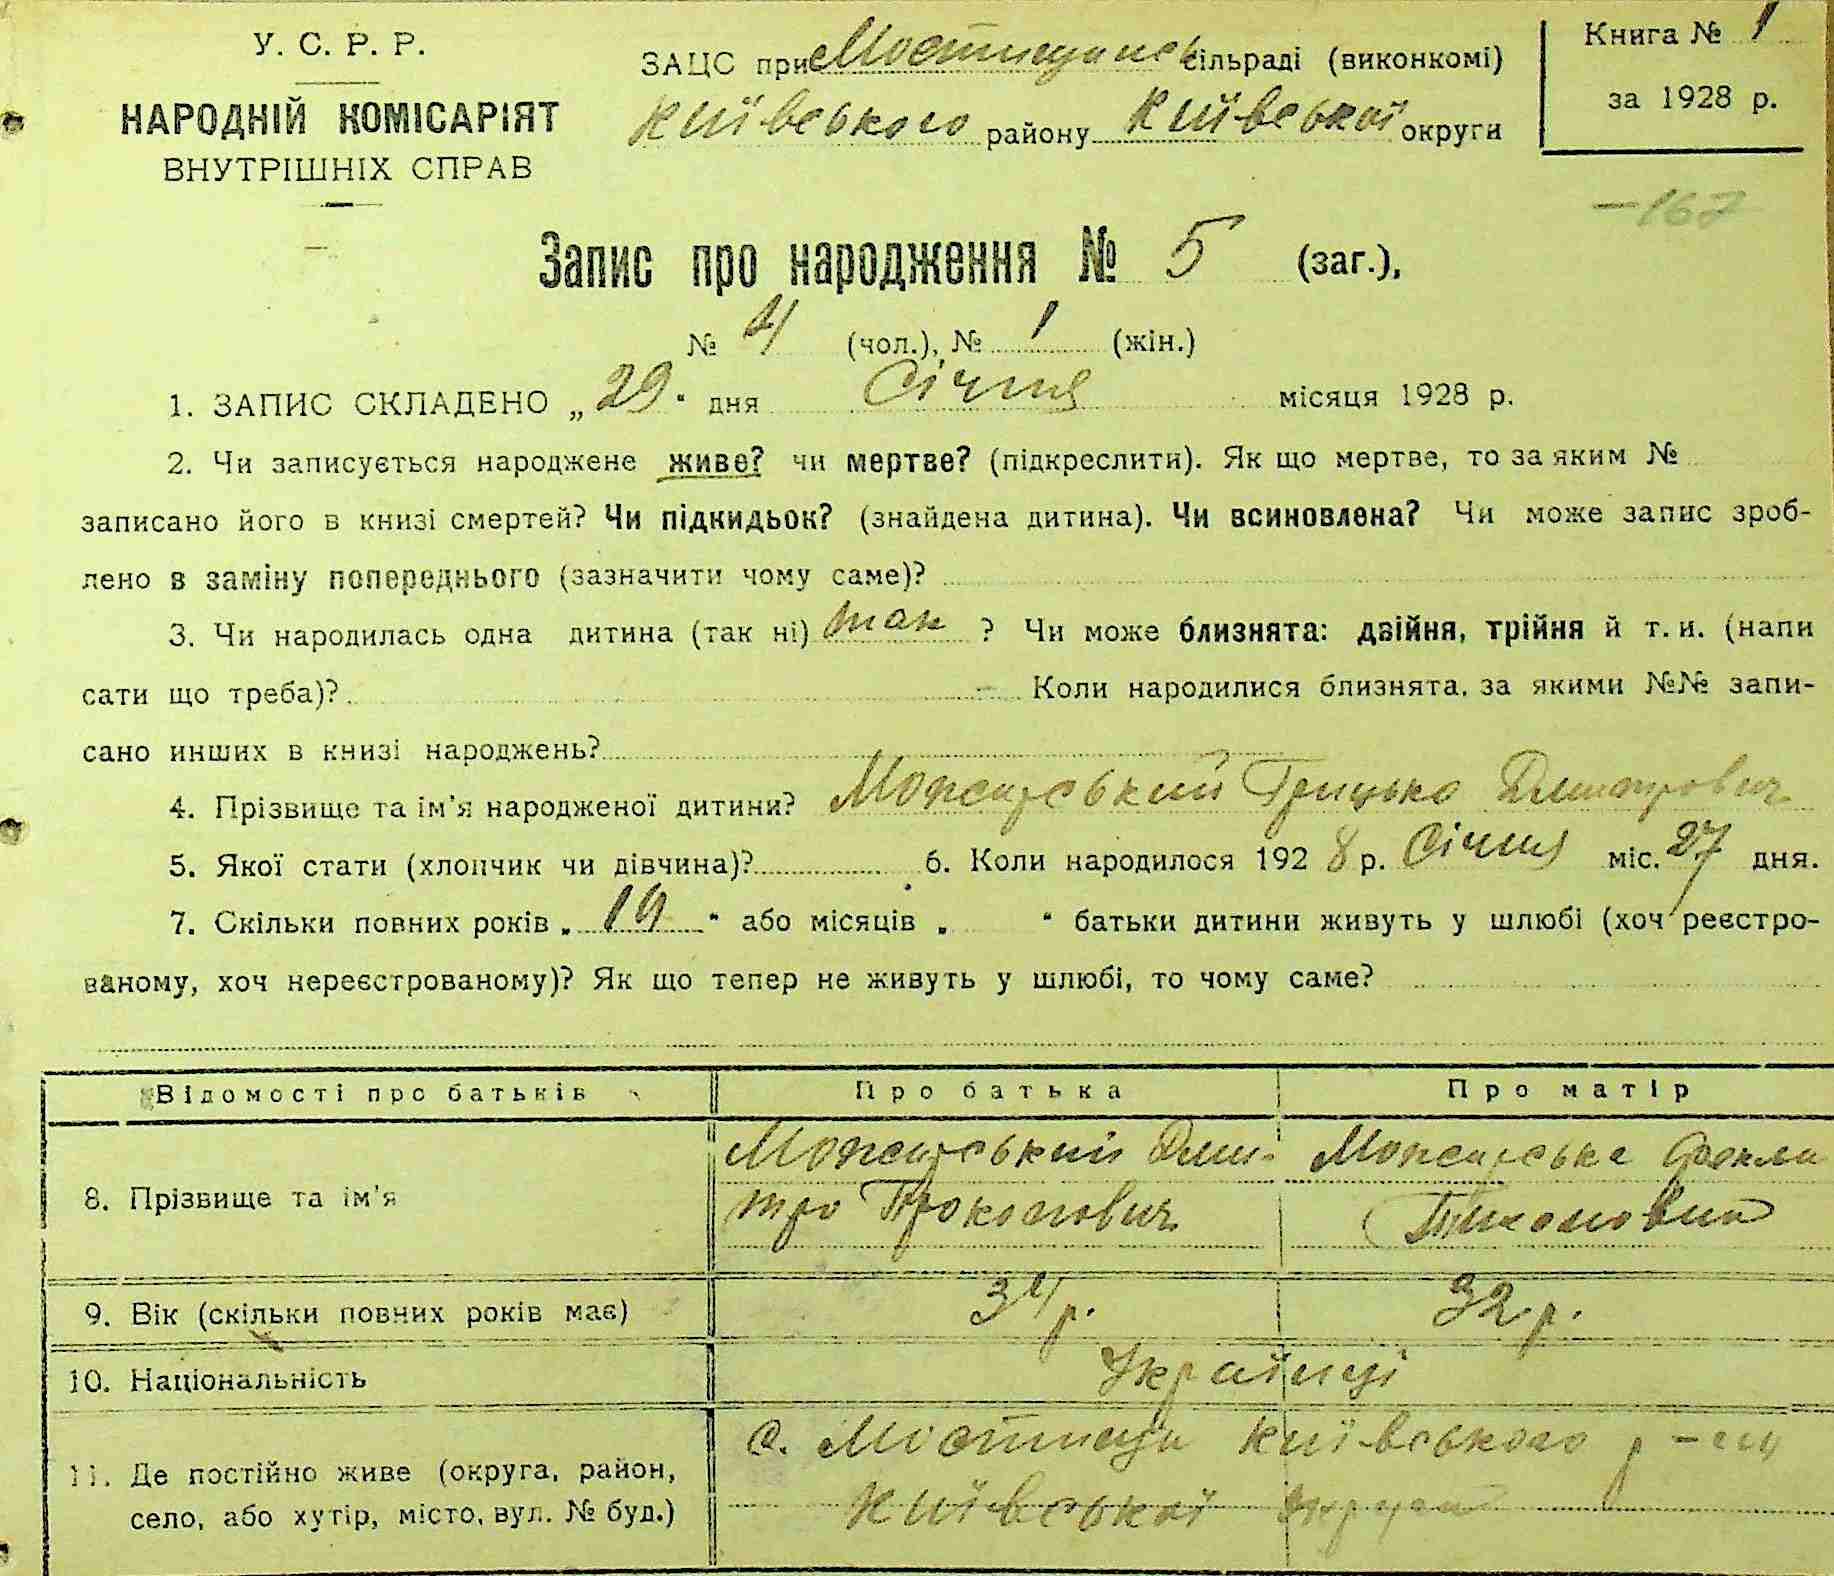 У. С. Р. Р.
НАРОДНІЙ КОМІСАРІЯТ
ВНУТРІШНІХ СПРАВ
ЗАЦС при Мостищанськ сільраді (виконкомі)
Київського району Київської округи
Книга № 1
за 1928 р.
-167
Запис про народження № 5 (заг.),
№ 4 (чол.), № 1 (жін.)
1. ЗАПИС СКЛАДЕНО „29" дня Січня місяця 1928 р.
2. Чи записується народжене живе? чи мертве? (підкреслити). Як що мертве, то за яким №
записано його в книзі смертей? Чи підкидьок? (знайдена дитина). Чи всиновлена? Чи може запис зроб-
лено в заміну попереднього (зазначити чому саме)?
3. Чи народилась одна дитина (так ні) так ? Чи може близнята: двійня, трійня й т. и. (напи
сати що треба)? Коли народилися близнята, за якими №№ запи-
сано инших в книзі народжень?
4. Прізвище та ім'я народженої дитини? Можарський Грицько Дмитрович
5. Якої стати (хлопчик чи дівчина)? 6. Коли народилося 1928 р. Січня міс. 27 дня.
7. Скільки повних років „14" або місяців „ " батьки дитини живуть у шлюбі (хоч реєстро-
ваному, хоч нереєстрованому)? Як що тепер не живуть у шлюбі, то чому саме?
Відомості про батьків Про батька Про матір
8. Прізвище та ім'я
Можарський Дми-
тро Прокопович
Можарська Фекла
9. Вік (скільки повних років має) 34 р. 32 р.
10. Національність Українці
11. Де постійно живе (округа, район,
село, або хутір, місто, вул. № буд.)
с. Мостище Київського р-ну
Київської округи